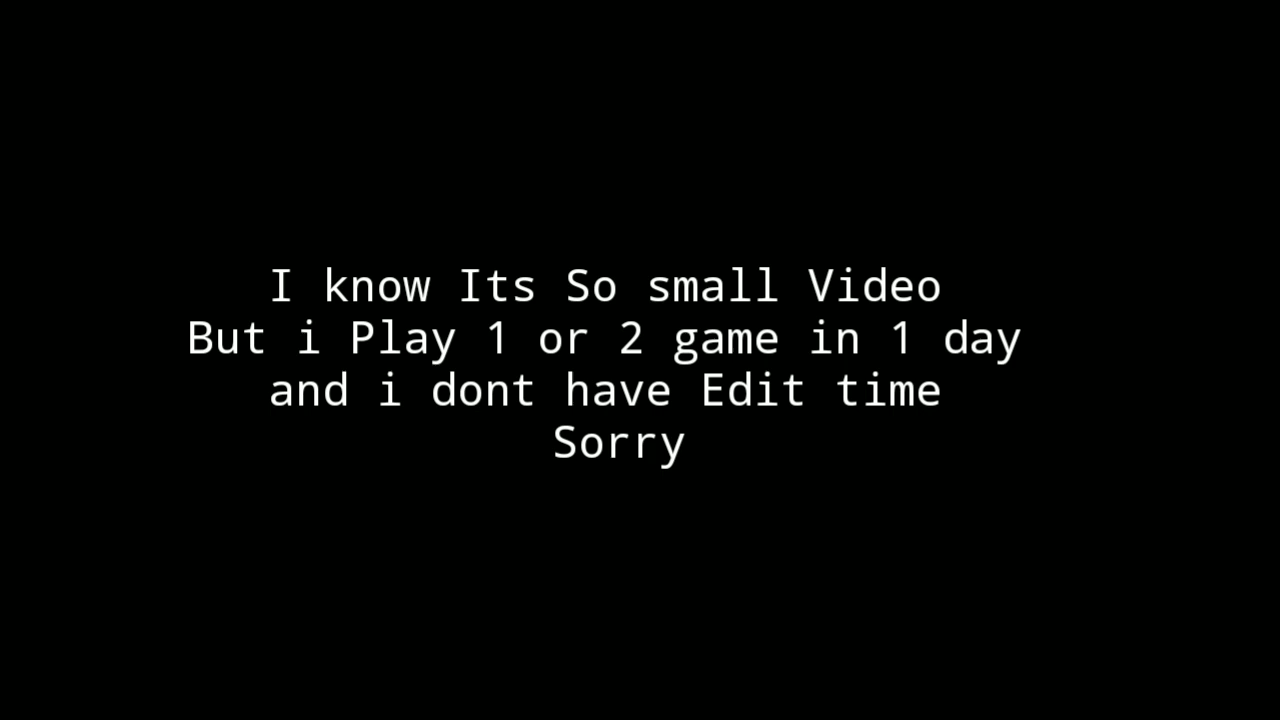 I know Its So small Video
But i Play 1 or 2 game in 1 day
and i dont have Edit time
Sorry